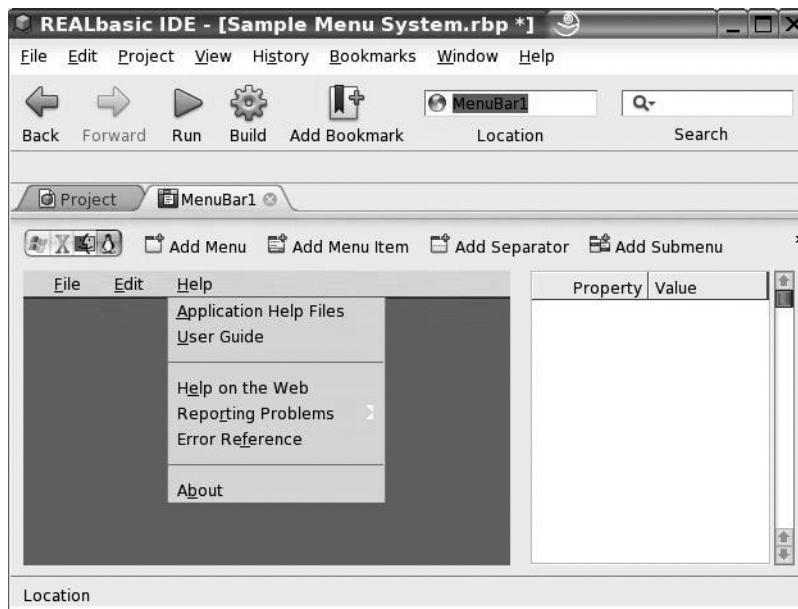 REALbasic IDE - [Sample Menu System.rbp *]
File Edit Project View History Bookmarks Window Help
MenuBar1
Back Forward Run Build Add Bookmark Location Search
Project MenuBar1
Add Menu Add Menu Item Add Separator Add Submenu
File Edit Help
Property Value
Application Help Files
User Guide
Help on the Web
Reporting Problems
Error Reference
About
Location